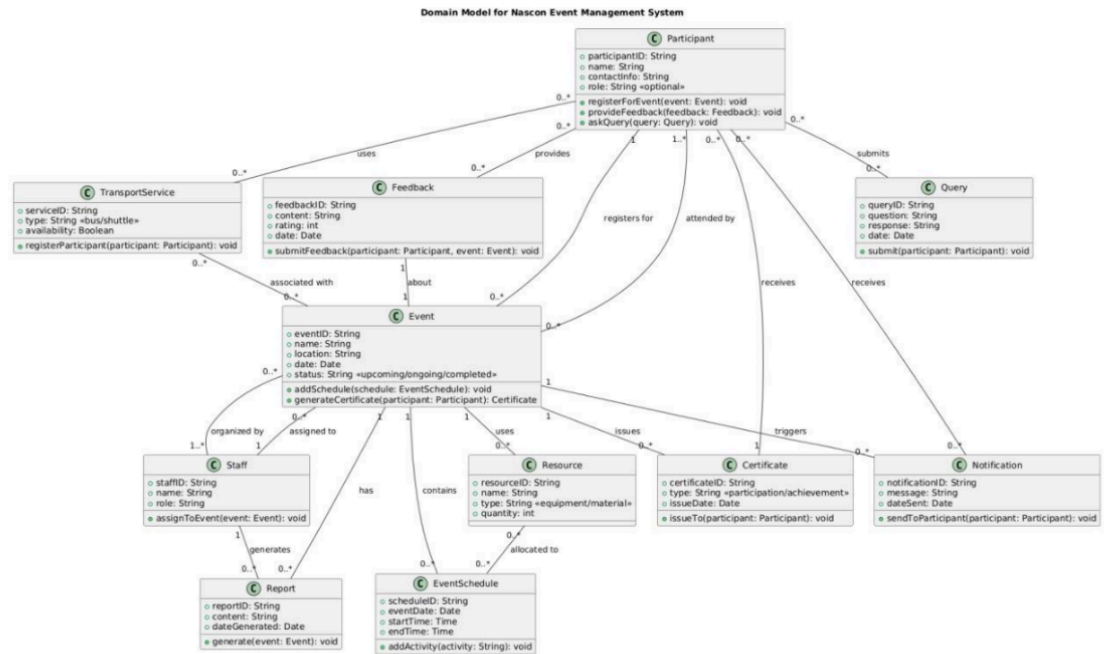 Domain Model for Nascon Event Management System
C Participant
participantID: String
name: String
contactInfo: String
role: String «optional»
registerForEvent(event: Event): void
provideFeedback(feedback: Feedback): void
askQuery(query: Query): void
0..*
0..*
1
1..*
0..*
0..*
0..*
uses
provides
submits
0..*
0..*
0..*
C TransportService
serviceID: String
type: String «bus/shuttle»
availability: Boolean
registerParticipant(participant: Participant): void
C Feedback
feedbackID: String
content: String
rating: int
date: Date
submitFeedback(participant: Participant, event: Event): void
registers for
attended by
C Query
queryID: String
question: String
response: String
date: Date
submit(participant: Participant): void
0..*
1
associated with
about
receives
receives
0..*
1
0..*
0..*
C Event
eventID: String
name: String
location: String
date: Date
status: String «upcoming/ongoing/completed»
addSchedule(schedule: EventSchedule): void
generateCertificate(participant: Participant): Certificate
0..*
1
0..*
1
1
1
1
organized by
assigned to
uses
issues
triggers
1..*
1
0..*
0..*
1
0..*
0..*
C Staff
staffID: String
name: String
role: String
assignToEvent(event: Event): void
has
contains
C Resource
resourceID: String
name: String
type: String «equipment/material»
quantity: int
C Certificate
certificateID: String
type: String «participation/achievement»
issueDate: Date
issueTo(participant: Participant): void
C Notification
notificationID: String
message: String
dateSent: Date
sendToParticipant(participant: Participant): void
1
0..*
generates
allocated to
0..*
0..*
0..*
0..*
C Report
reportID: String
content: String
dateGenerated: Date
generate(event: Event): void
C EventSchedule
scheduleID: String
eventDate: Date
startTime: Time
endTime: Time
addActivity(activity: String): void